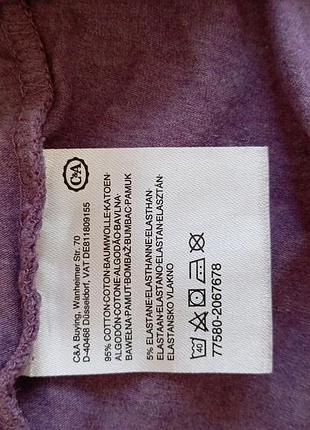 C&A
C&A Buying, Wanheimer Str. 70
D-40468 Düsseldorf, VAT DE811809155
95% COTTON·COTON·BAUMWOLLE·KATOEN·
ALGODÓN·COTONE·ALGODÃO·BAVLNA·
BAWEŁNA·PAMUT·BOMBAŽ·BUMBAC·PAMUK
5% ELASTANE·ELASTHANNE·ELASTHAN·
ELASTAAN·ELASTANO·ELASTAN·ELASZTÁN·
ELASTANSKO VLAKNO
40
77580-2067678